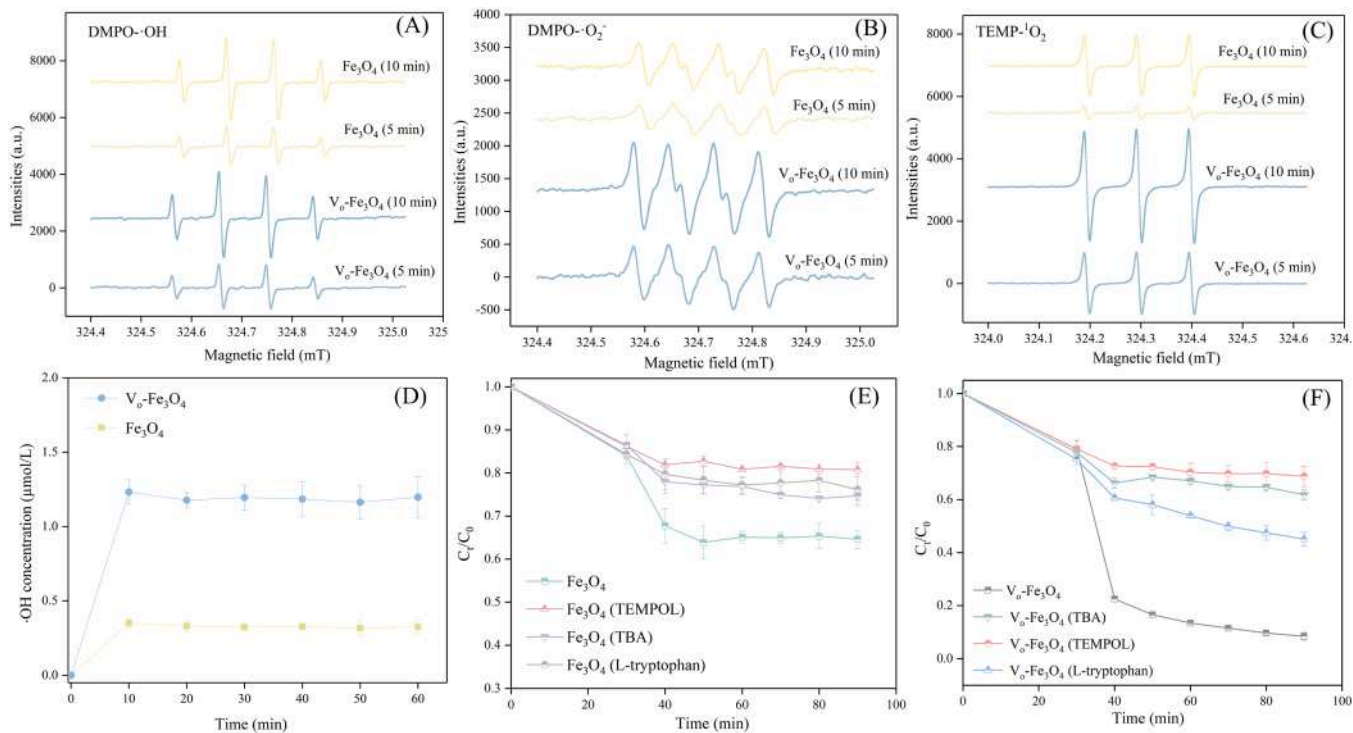 DMPO-·OH
(A)
Fe₃O₄ (10 min)
Fe₃O₄ (5 min)
Vₒ-Fe₃O₄ (10 min)
Vₒ-Fe₃O₄ (5 min)
Intensities (a.u.)
8000
6000
4000
2000
0
324.4
324.5
324.6
324.7
324.8
324.9
325.0
325
Magnetic field (mT)
DMPO-·O₂⁻
(B)
Fe₃O₄ (10 min)
Fe₃O₄ (5 min)
Vₒ-Fe₃O₄ (10 min)
Vₒ-Fe₃O₄ (5 min)
Intensities (a.u.)
4000
3500
3000
2500
2000
1500
1000
500
0
-500
324.4
324.5
324.6
324.7
324.8
324.9
325.0
Magnetic field (mT)
TEMP-¹O₂
(C)
Fe₃O₄ (10 min)
Fe₃O₄ (5 min)
Vₒ-Fe₃O₄ (10 min)
Vₒ-Fe₃O₄ (5 min)
Intensities (a.u.)
8000
6000
4000
2000
0
324.0
324.1
324.2
324.3
324.4
324.5
324.6
324.
Magnetic field (mT)
(D)
Vₒ-Fe₃O₄
Fe₃O₄
·OH concentration (μmol/L)
2.0
1.5
1.0
0.5
0.0
0
10
20
30
40
50
60
Time (min)
(E)
Fe₃O₄
Fe₃O₄ (TEMPOL)
Fe₃O₄ (TBA)
Fe₃O₄ (L-tryptophan)
Cₜ/C₀
1.0
0.9
0.8
0.7
0.6
0.5
0.4
0.3
0
20
40
60
80
100
Time (min)
(F)
Vₒ-Fe₃O₄
Vₒ-Fe₃O₄ (TBA)
Vₒ-Fe₃O₄ (TEMPOL)
Vₒ-Fe₃O₄ (L-tryptophan)
Cₜ/C₀
1.0
0.8
0.6
0.4
0.2
0.0
0
20
40
60
80
100
Time (min)